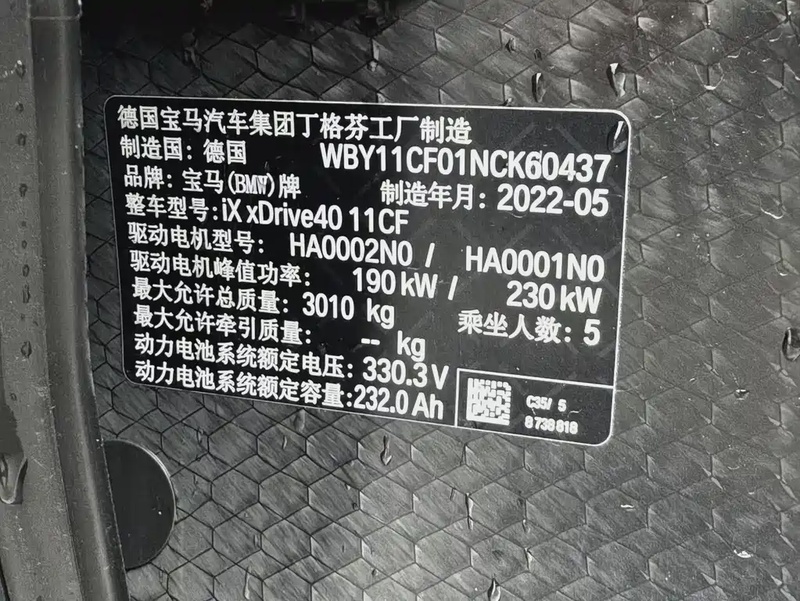 德国宝马汽车集团丁格芬工厂制造
制造国：德国 WBY11CF01NCK60437
品牌：宝马(BMW)牌 制造年月：2022-05
整车型号:iX xDrive40 11CF
驱动电机型号： HA0002N0 / HA0001N0
驱动电机峰值功率： 190 kW / 230 kW
最大允许总质量：3010 kg 乘坐人数：5
最大允许牵引质量： -- kg
动力电池系统额定电压：330.3 V
动力电池系统额定容量:232.0 Ah
C35/ 5
8 738 818